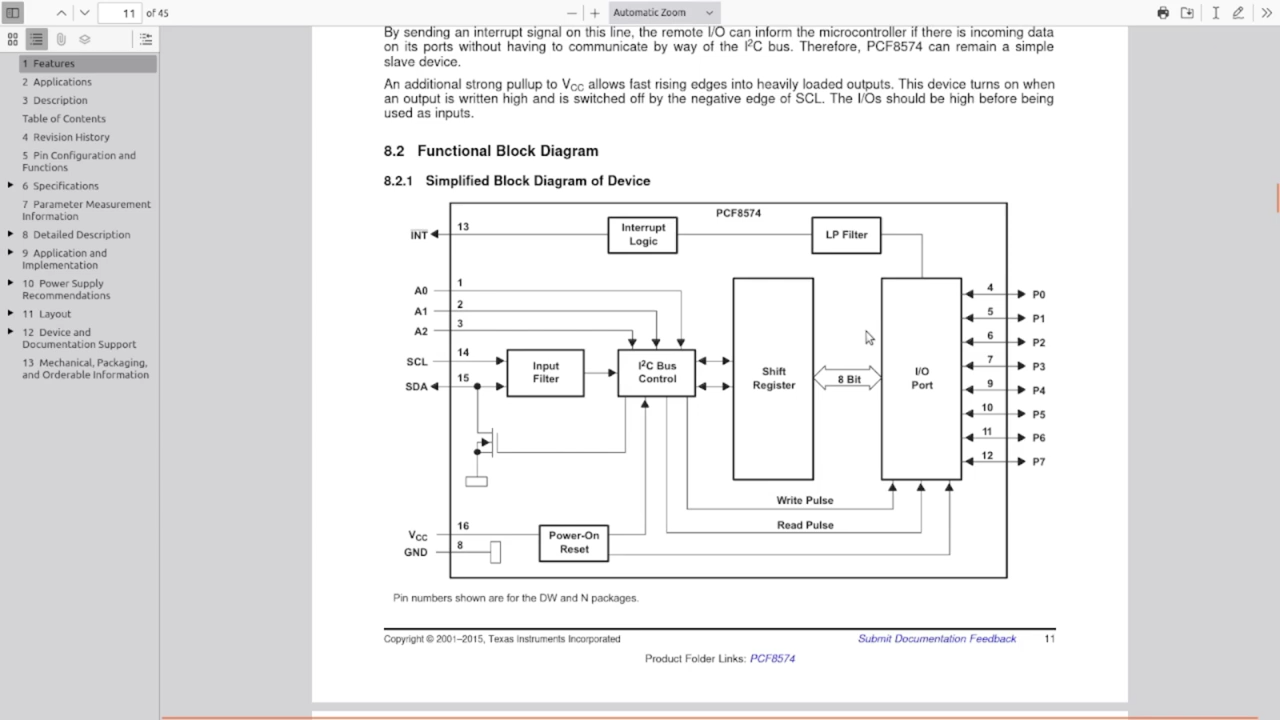 11 of 45
Automatic Zoom
1 Features
2 Applications
3 Description
Table of Contents
4 Revision History
5 Pin Configuration and
Functions
6 Specifications
7 Parameter Measurement
Information
8 Detailed Description
9 Application and
Implementation
10 Power Supply
Recommendations
11 Layout
12 Device and
Documentation Support
13 Mechanical, Packaging,
and Orderable Information
By sending an interrupt signal on this line, the remote I/O can inform the microcontroller if there is incoming data
on its ports without having to communicate by way of the I²C bus. Therefore, PCF8574 can remain a simple
slave device.
An additional strong pullup to VCC allows fast rising edges into heavily loaded outputs. This device turns on when
an output is written high and is switched off by the negative edge of SCL. The I/Os should be high before being
used as inputs.
8.2 Functional Block Diagram
8.2.1 Simplified Block Diagram of Device
PCF8574
INT 13
Interrupt
Logic
LP Filter
A0 1
A1 2
A2 3
SCL 14
SDA 15
Input
Filter
I²C Bus
Control
Shift
Register
8 Bit
I/O
Port
4 P0
5 P1
6 P2
7 P3
9 P4
10 P5
11 P6
12 P7
Write Pulse
Read Pulse
VCC 16
GND 8
Power-On
Reset
Pin numbers shown are for the DW and N packages.
Copyright © 2001–2015, Texas Instruments Incorporated
Submit Documentation Feedback 11
Product Folder Links: PCF8574